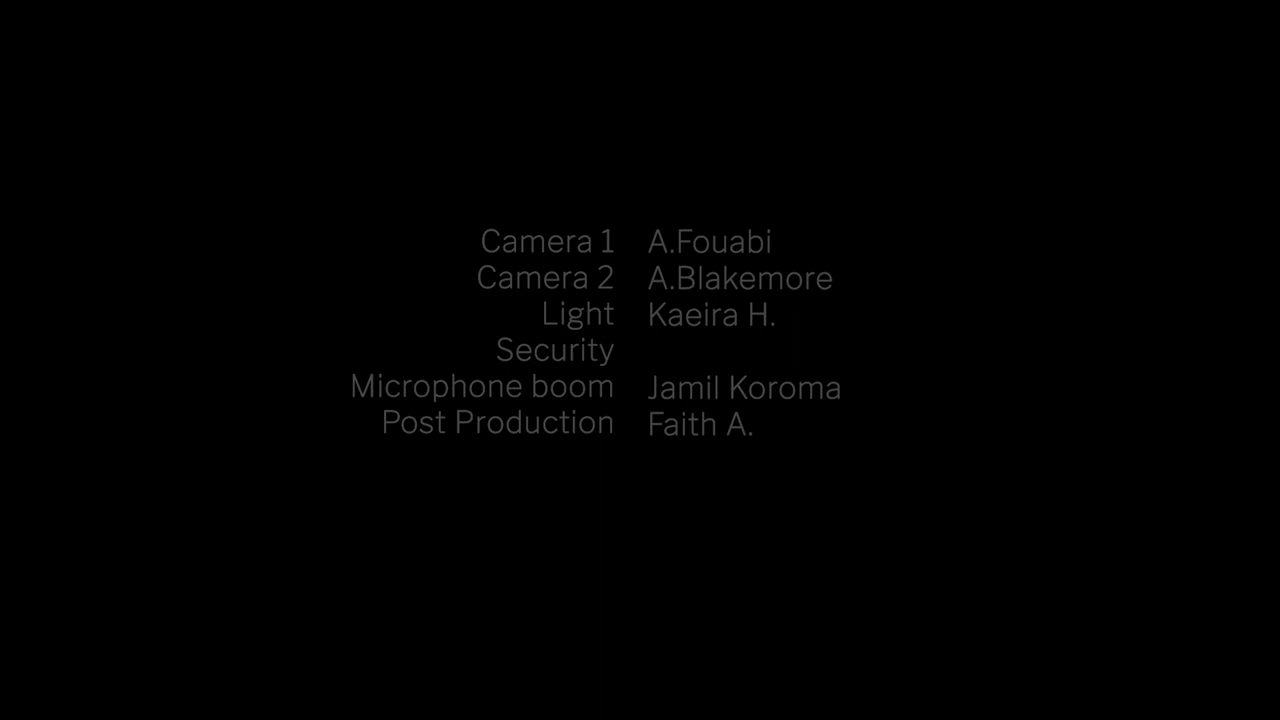 Camera 1 A.Fouabi
Camera 2 A.Blakemore
Light Kaeira H.
Security
Microphone boom Jamil Koroma
Post Production Faith A.